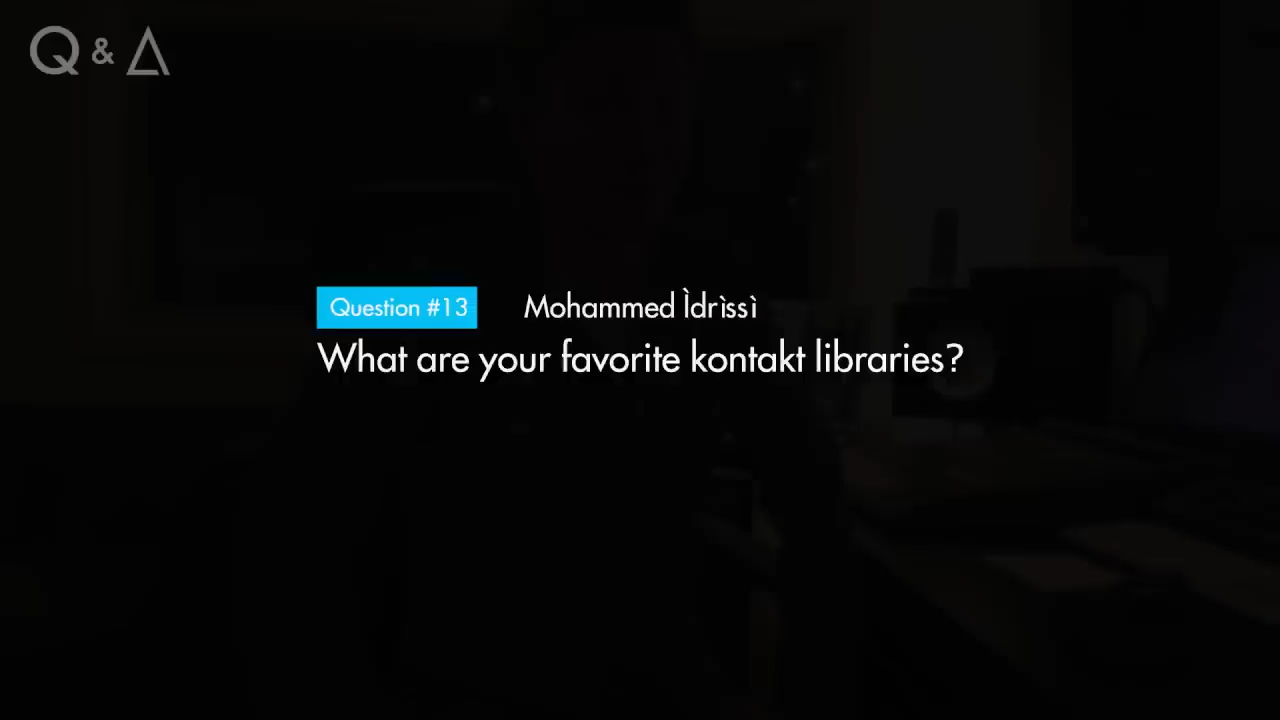 Q & A
Question #13 Mohammed Ìdrìssì
What are your favorite kontakt libraries?